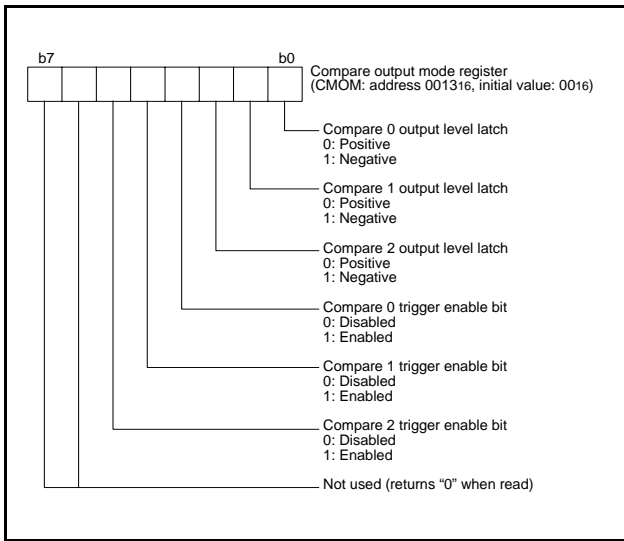 b7 b0
Compare output mode register
(CMOM: address 001316, initial value: 0016)
Compare 0 output level latch
0: Positive
1: Negative
Compare 1 output level latch
0: Positive
1: Negative
Compare 2 output level latch
0: Positive
1: Negative
Compare 0 trigger enable bit
0: Disabled
1: Enabled
Compare 1 trigger enable bit
0: Disabled
1: Enabled
Compare 2 trigger enable bit
0: Disabled
1: Enabled
Not used (returns “0” when read)